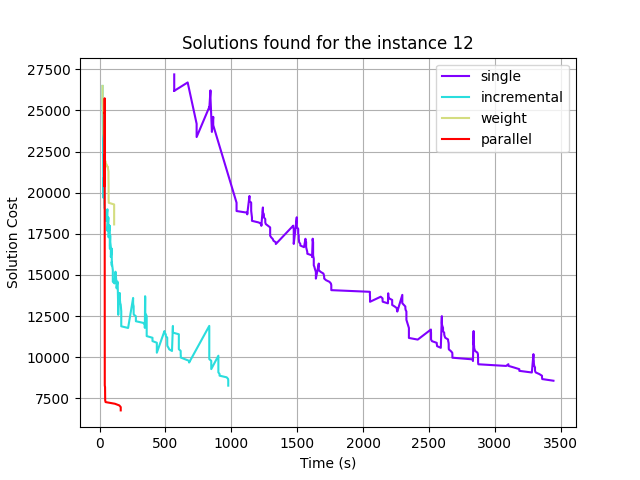 Solutions found for the instance 12
27500
25000
22500
20000
17500
15000
12500
10000
7500
Solution Cost
single
incremental
weight
parallel
0 500 1000 1500 2000 2500 3000 3500
Time (s)